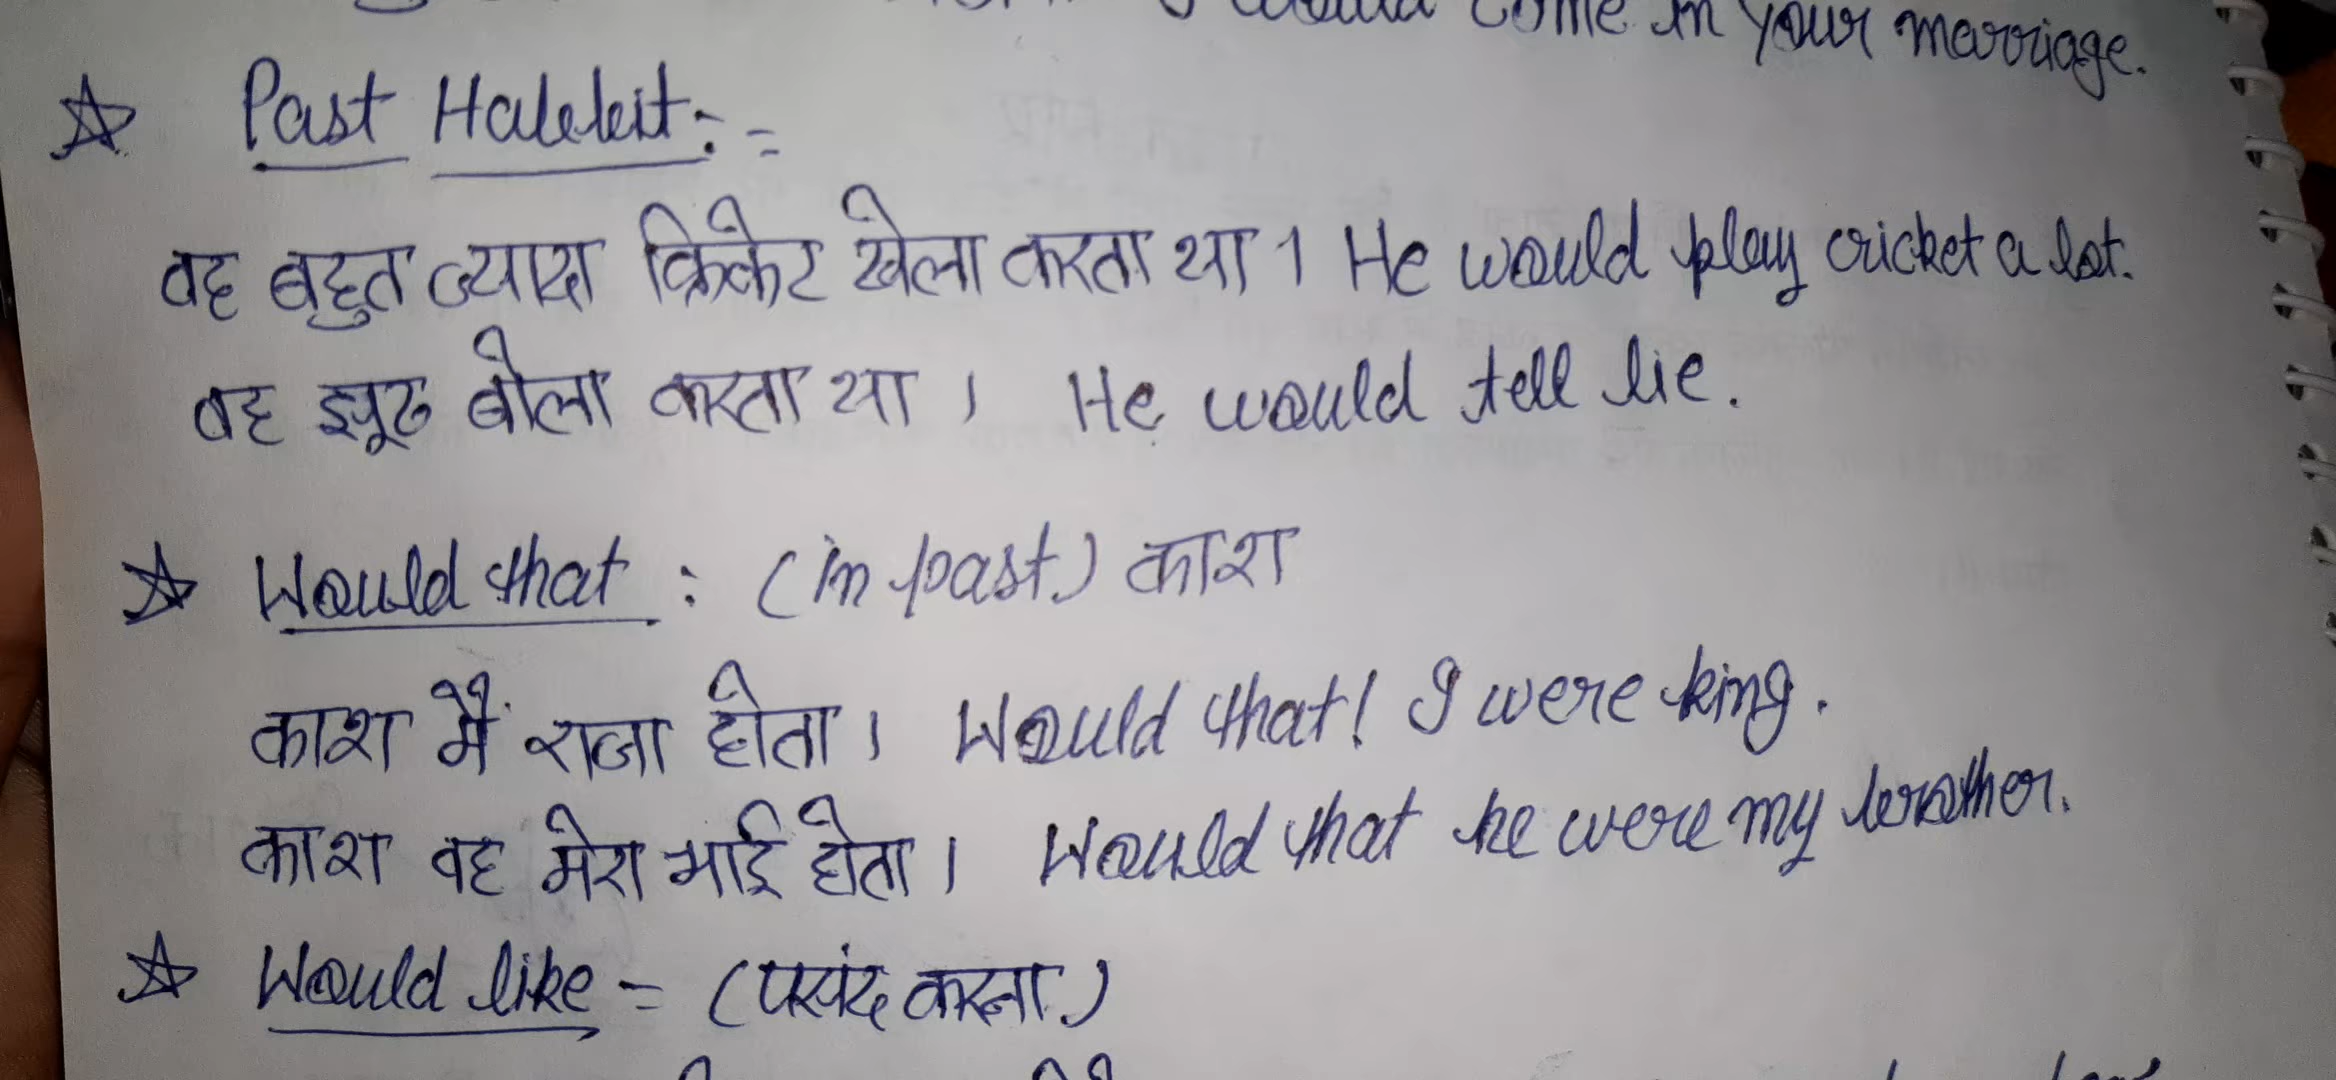 would come in your marriage.
☆ Past Habbit:=
वह बहुत ज्यादा क्रिकेट खेला करता था । He would play cricket a lot.
वह झूठ बोला करता था । He would tell lie.
☆ Would that : (in past) काश
काश मैं राजा होता । Would that! I were king.
काश वह मेरा भाई होता । Would that he were my brother.
☆ Would like = (पसंद करना)